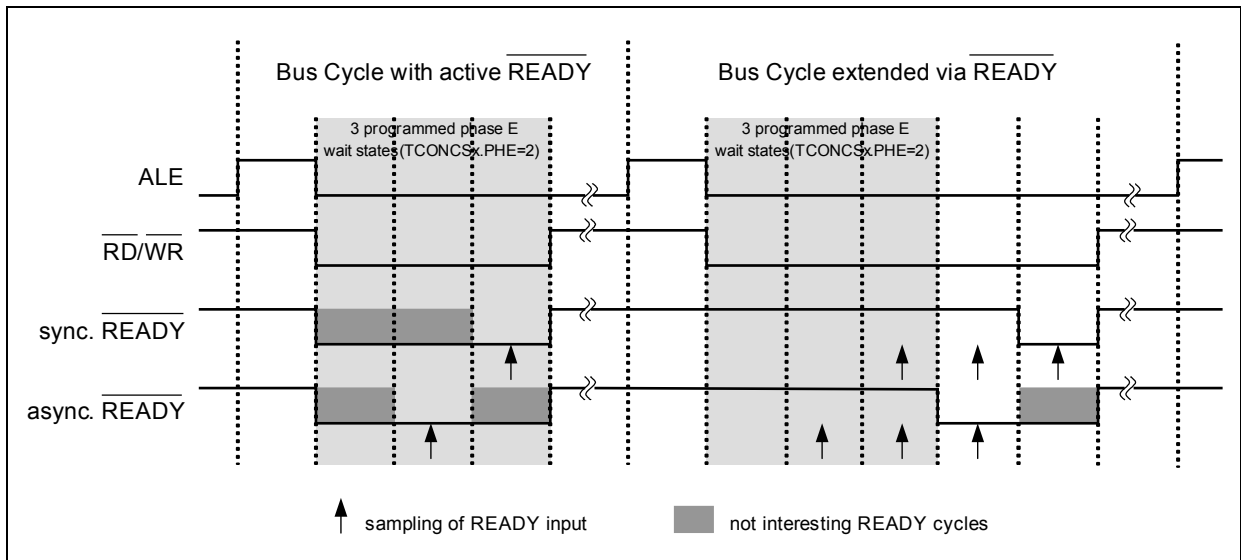 Bus Cycle with active READY
Bus Cycle extended via READY
3 programmed phase E
wait states(TCONCSx.PHE=2)
3 programmed phase E
wait states(TCONCSx.PHE=2)
ALE
RD/WR
sync. READY
async. READY
sampling of READY input
not interesting READY cycles